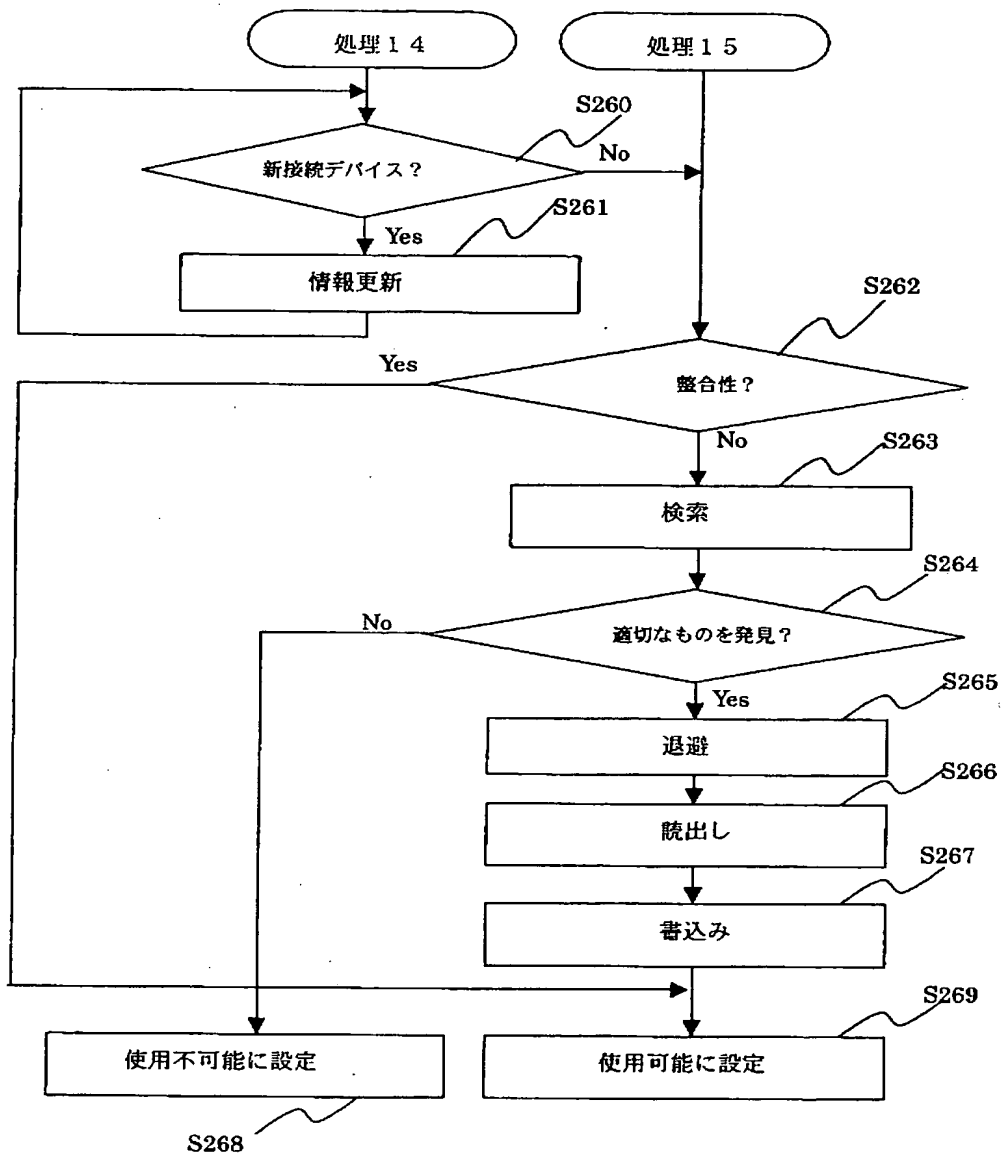 処理１４
処理１５
S260
新接続デバイス？
No
S261
Yes
情報更新
S262
Yes
整合性？
No
S263
検索
S264
No
適切なものを発見？
Yes
S265
退避
S266
読出し
S267
書込み
S269
使用不可能に設定
使用可能に設定
S268